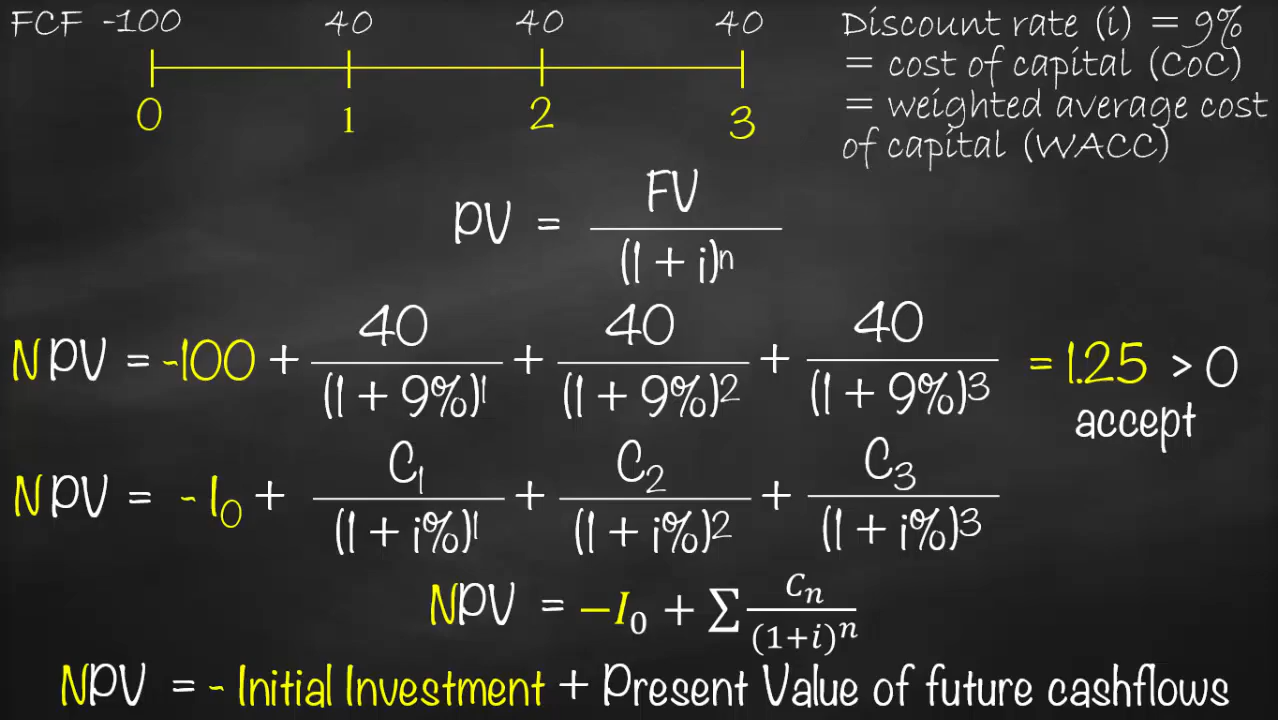 FCF -100 40 40 40
0 1 2 3
Discount rate (i) = 9%
= cost of capital (CoC)
= weighted average cost
of capital (WACC)
PV = FV / (1 + i)^n
NPV = -100 + 40 / (1 + 9%)^1 + 40 / (1 + 9%)^2 + 40 / (1 + 9%)^3 = 1.25 > 0
accept
NPV = - I₀ + C₁ / (1 + i%)^1 + C₂ / (1 + i%)^2 + C₃ / (1 + i%)^3
NPV = −I₀ + ∑ Cₙ / (1+i)^n
NPV = - Initial Investment + Present Value of future cashflows